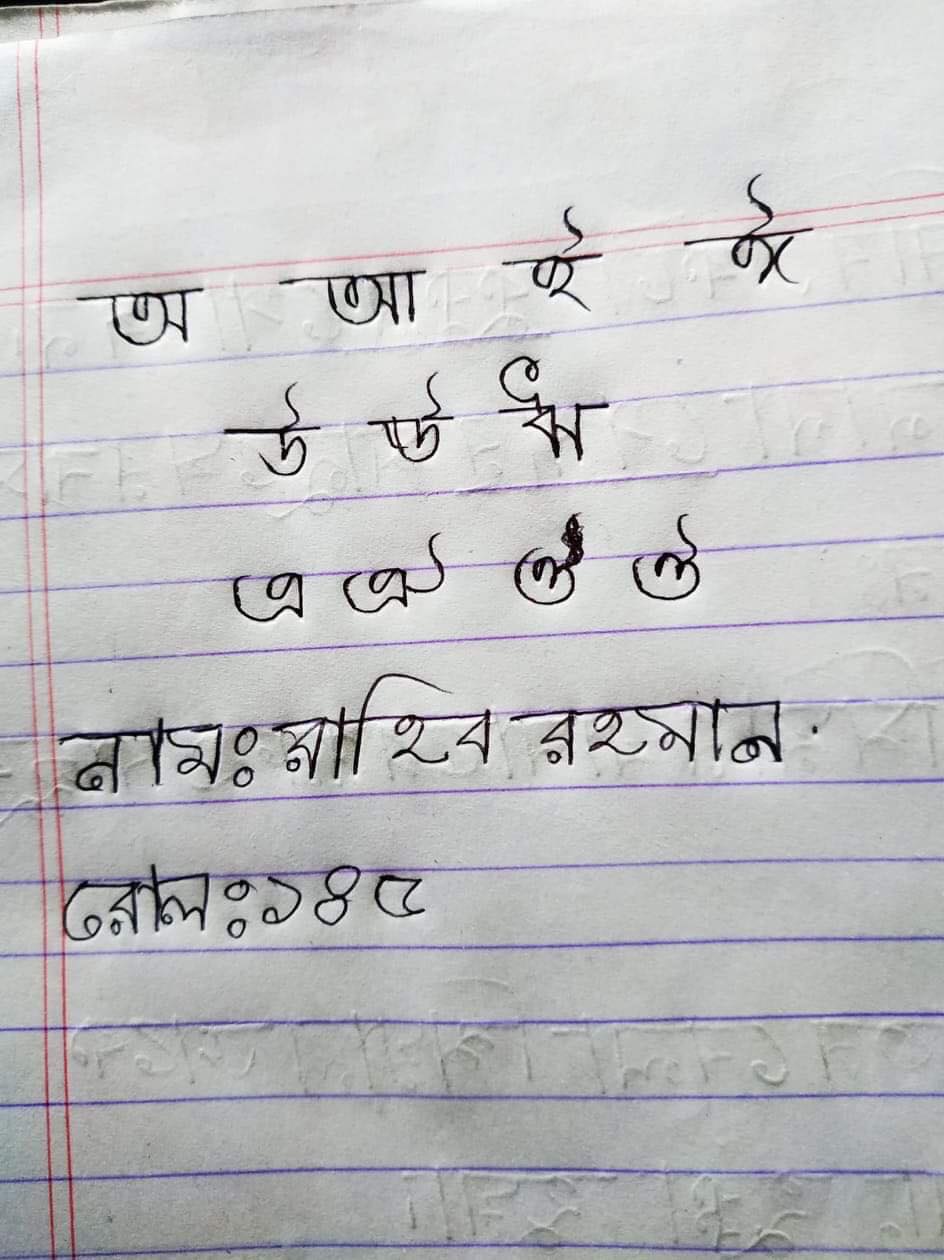 অ আ ই ঈ
উ ঊ ঋ
এ ঐ ও ঔ
নামঃ রাহিব রহমান.
রোলঃ ১৪৫